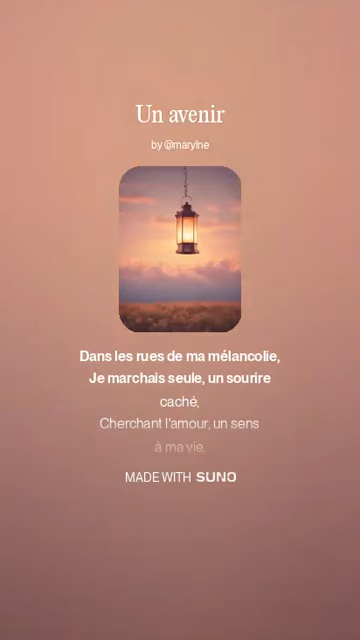 Un avenir
by @marylne
Dans les rues de ma mélancolie,
Je marchais seule, un sourire
caché,
Cherchant l'amour, un sens
à ma vie,
MADE WITH SUNO